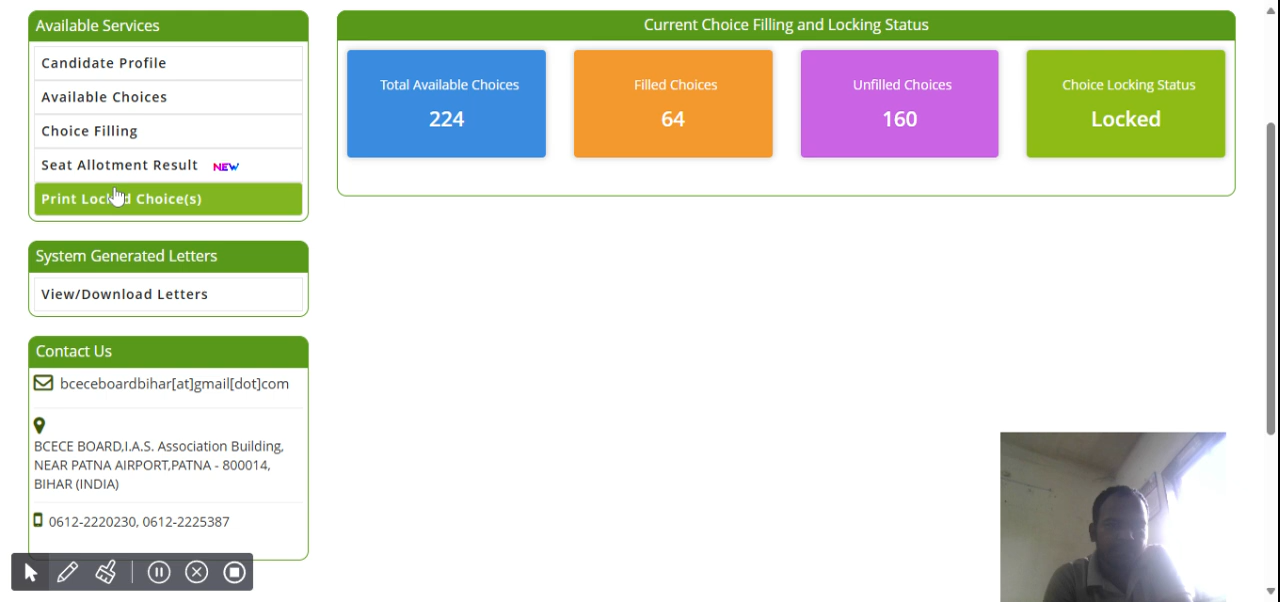 Available Services
Candidate Profile
Available Choices
Choice Filling
Seat Allotment Result NEW
Print Locked Choice(s)
System Generated Letters
View/Download Letters
Contact Us
bceceboardbihar[at]gmail[dot]com
BCECE BOARD,I.A.S. Association Building,
NEAR PATNA AIRPORT,PATNA - 800014,
BIHAR (INDIA)
0612-2220230, 0612-2225387
Current Choice Filling and Locking Status
Total Available Choices
224
Filled Choices
64
Unfilled Choices
160
Choice Locking Status
Locked